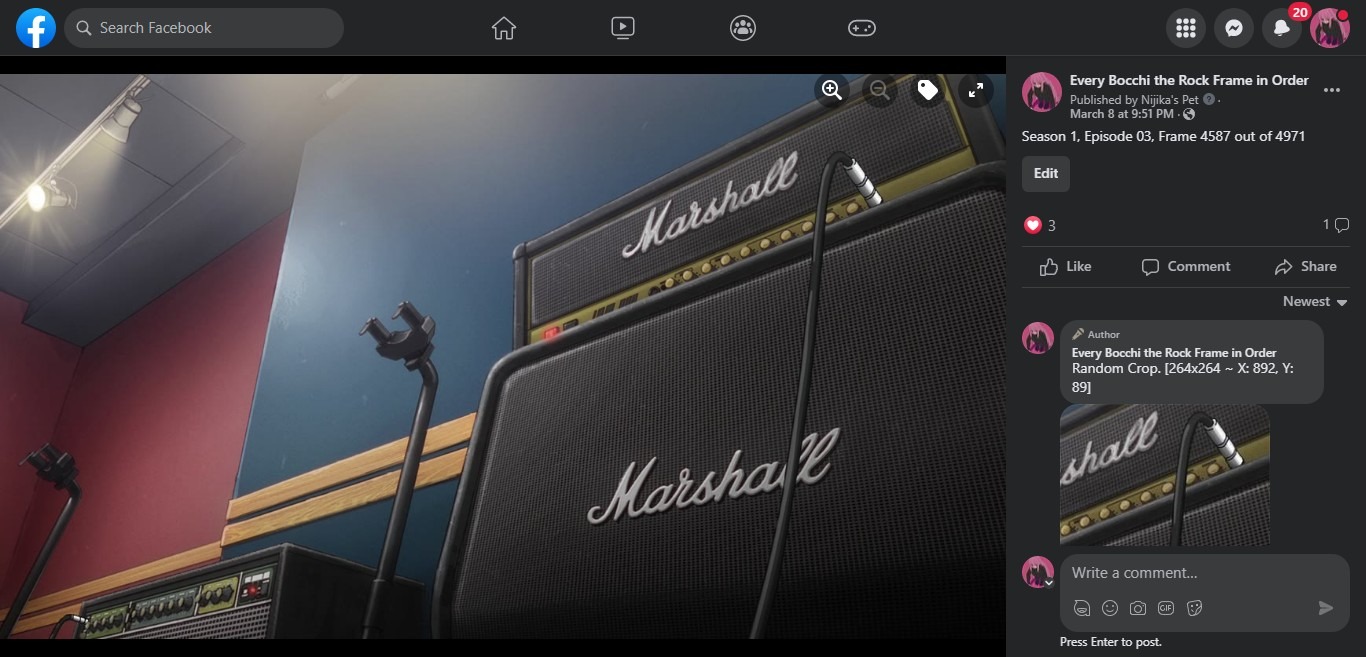 Search Facebook
20
Marshall
Marshall
Every Bocchi the Rock Frame in Order
Published by Nijika's Pet ·
March 8 at 9:51 PM ·
Season 1, Episode 03, Frame 4587 out of 4971
Edit
3
1
Like
Comment
Share
Newest
Author
Every Bocchi the Rock Frame in Order
Random Crop. [264x264 ~ X: 892, Y:
89]
shall
Write a comment...
GIF
Press Enter to post.